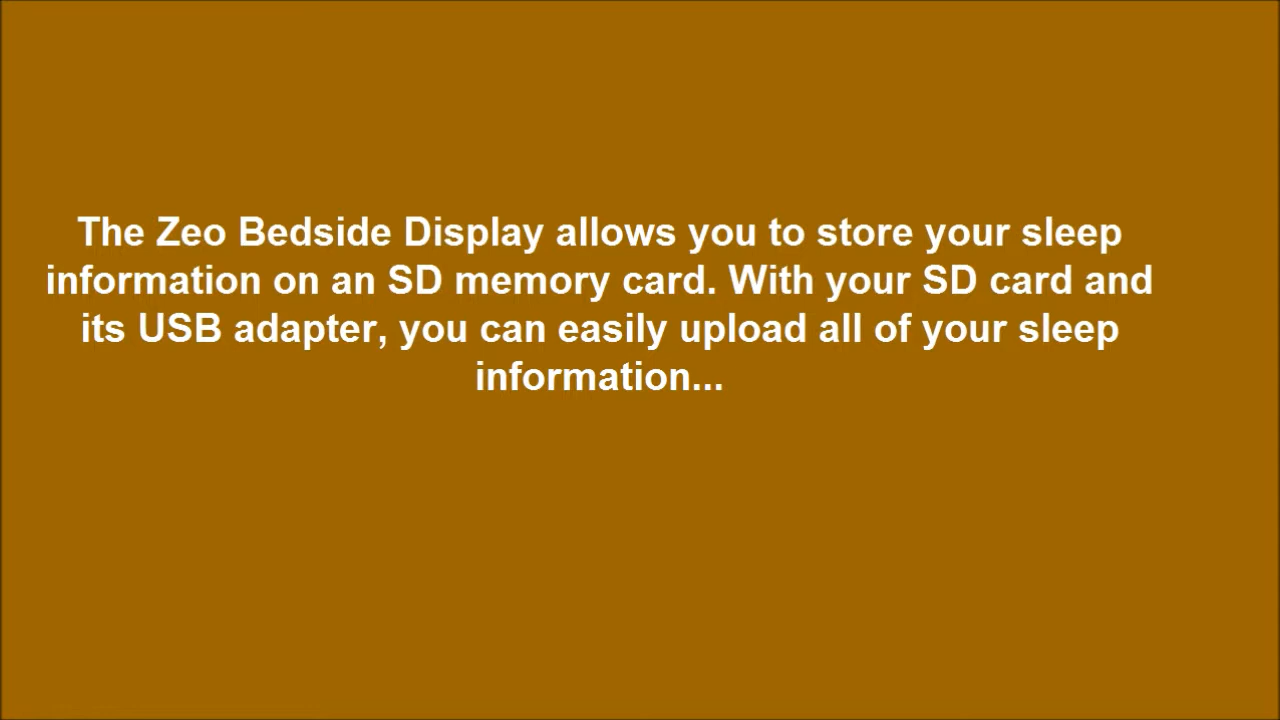 The Zeo Bedside Display allows you to store your sleep
information on an SD memory card. With your SD card and
its USB adapter, you can easily upload all of your sleep
information...